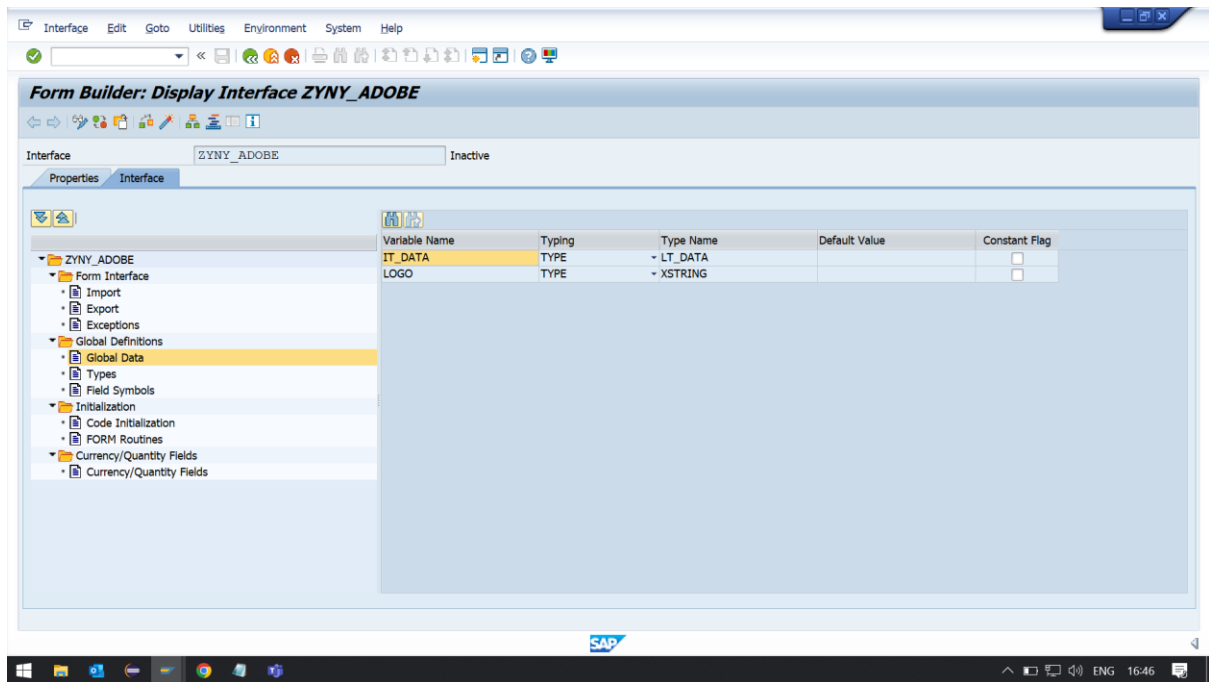 Interface Edit Goto Utilities Environment System Help
Form Builder: Display Interface ZYNY_ADOBE
Interface ZYNY_ADOBE Inactive
Properties Interface
Variable Name Typing Type Name Default Value Constant Flag
ZYNY_ADOBE IT_DATA TYPE LT_DATA
Form Interface LOGO TYPE XSTRING
Import
Export
Exceptions
Global Definitions
Global Data
Types
Field Symbols
Initialization
Code Initialization
FORM Routines
Currency/Quantity Fields
Currency/Quantity Fields
SAP
ENG 16:46